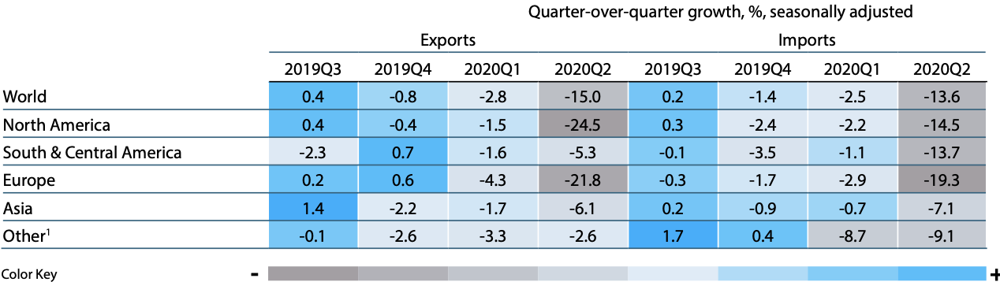 Quarter-over-quarter growth, %, seasonally adjusted
Exports Imports
2019Q3 2019Q4 2020Q1 2020Q2 2019Q3 2019Q4 2020Q1 2020Q2
World 0.4 -0.8 -2.8 -15.0 0.2 -1.4 -2.5 -13.6
North America 0.4 -0.4 -1.5 -24.5 0.3 -2.4 -2.2 -14.5
South & Central America -2.3 0.7 -1.6 -5.3 -0.1 -3.5 -1.1 -13.7
Europe 0.2 0.6 -4.3 -21.8 -0.3 -1.7 -2.9 -19.3
Asia 1.4 -2.2 -1.7 -6.1 0.2 -0.9 -0.7 -7.1
Other¹ -0.1 -2.6 -3.3 -2.6 1.7 0.4 -8.7 -9.1
Color Key - +